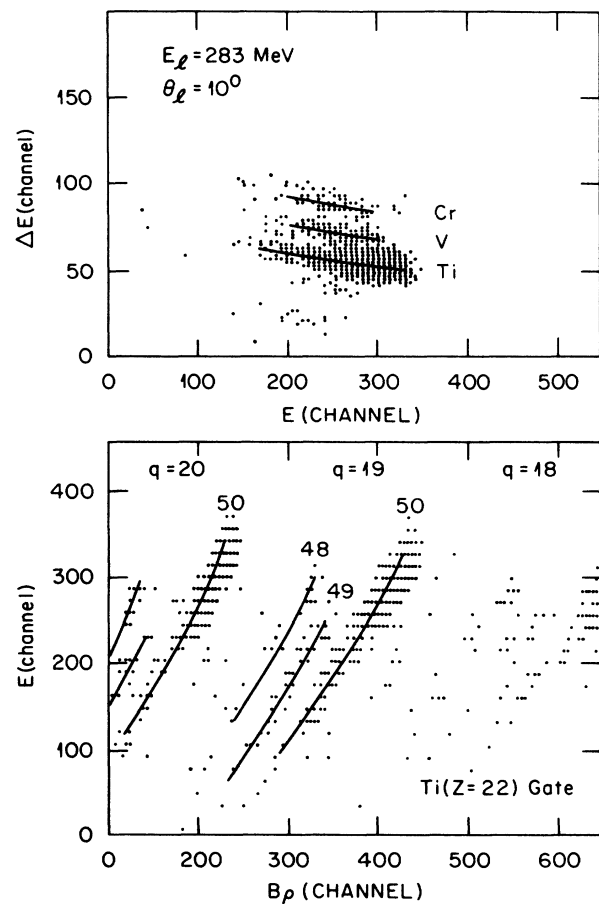 E_ℓ = 283 MeV
θ_ℓ = 10⁰
150
100
50
0
ΔE (channel)
Cr
V
Ti
0 100 200 300 400 500
E (CHANNEL)
q = 20 q = 19 q = 18
50 50
48
49
400
300
200
100
0
E (channel)
Ti (Z = 22) Gate
0 100 200 300 400 500 600
Bρ (CHANNEL)